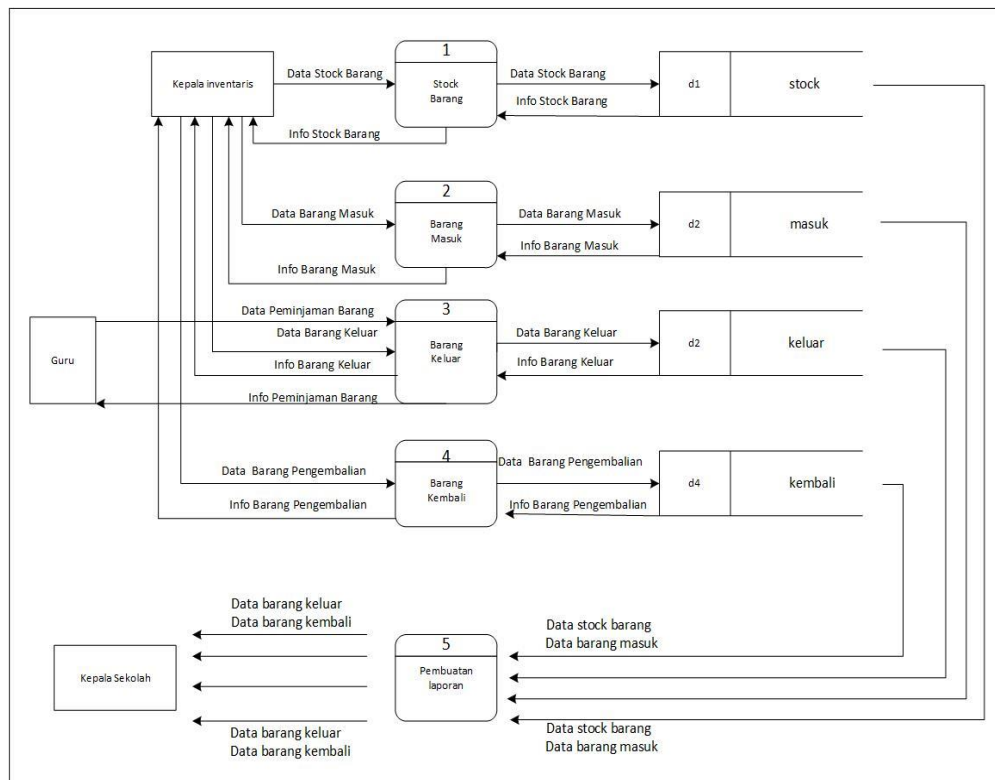 1
Kepala inventaris
Data Stock Barang
Stock
Barang
Data Stock Barang
d1
stock
Info Stock Barang
Info Stock Barang
2
Data Barang Masuk
Barang
Masuk
Data Barang Masuk
d2
masuk
Info Barang Masuk
Info Barang Masuk
3
Data Peminjaman Barang
Data Barang Keluar
Barang
Keluar
Data Barang Keluar
d2
keluar
Guru
Info Barang Keluar
Info Barang Keluar
Info Peminjaman Barang
4
Data Barang Pengembalian
Barang
Kembali
Data Barang Pengembalian
d4
kembali
Info Barang Pengembalian
Info Barang Pengembalian
Data barang keluar
Data barang kembali
Data stock barang
Data barang masuk
5
Kepala Sekolah
Pembuatan
laporan
Data barang keluar
Data barang kembali
Data stock barang
Data barang masuk